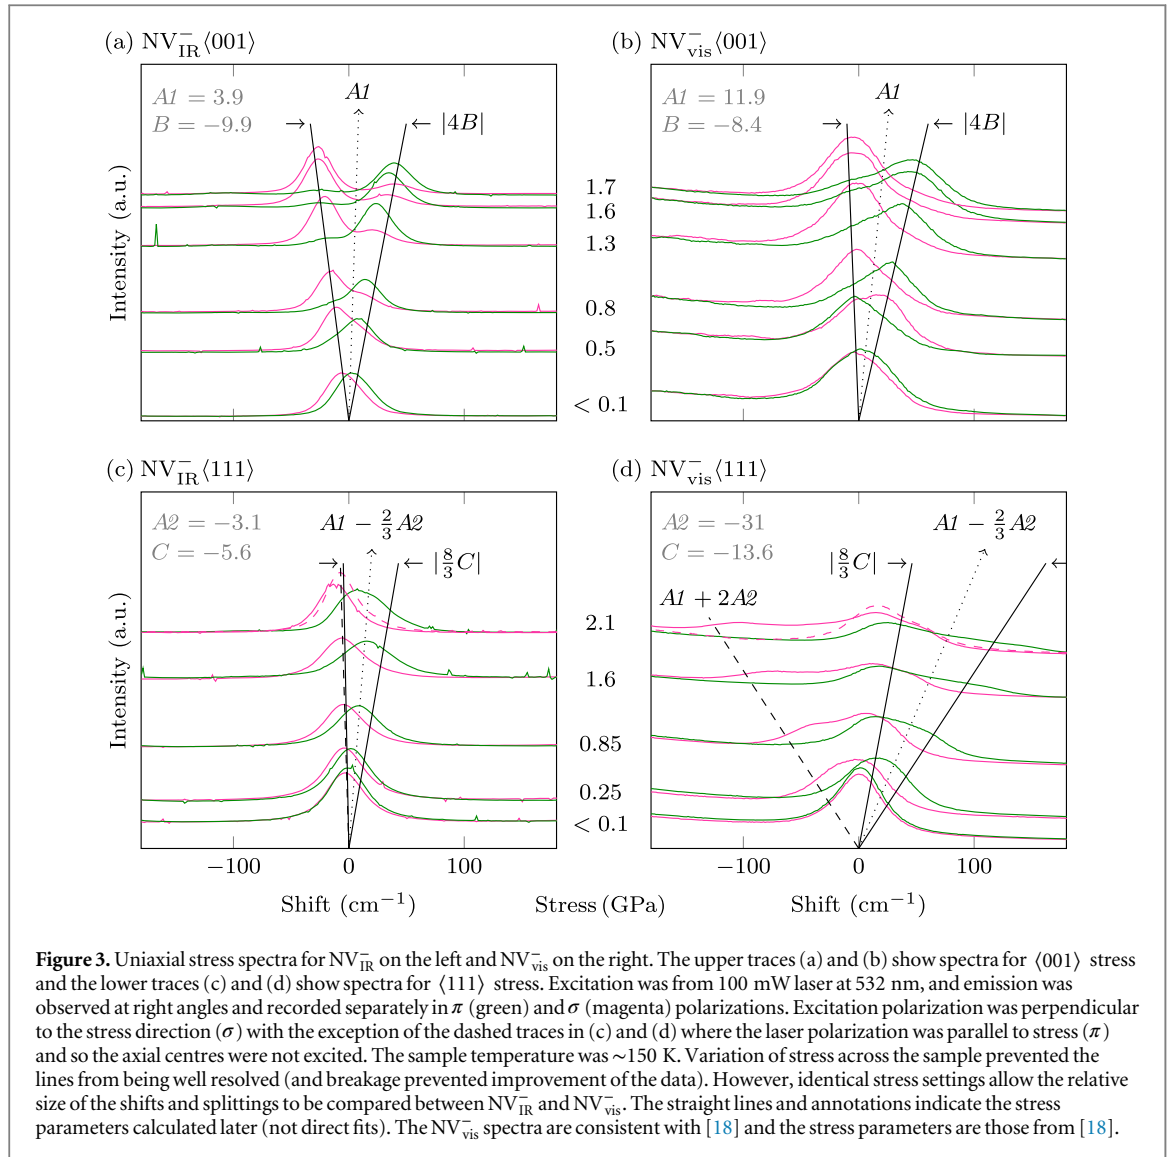 (a) NV⁻IR⟨001⟩
(b) NV⁻vis⟨001⟩
A1 = 3.9
B = −9.9
A1
→ ← |4B|
A1 = 11.9
B = −8.4
A1
→ ← |4B|
Intensity (a.u.)
1.7
1.6
1.3
0.8
0.5
< 0.1
(c) NV⁻IR⟨111⟩
(d) NV⁻vis⟨111⟩
A2 = −3.1
C = −5.6
A1 − 2/3 A2
→ ← |8/3 C|
A2 = −31
C = −13.6
A1 − 2/3 A2
|8/3 C| → ←
A1 + 2A2
Intensity (a.u.)
2.1
1.6
0.85
0.25
< 0.1
−100 0 100
−100 0 100
Shift (cm⁻¹) Stress (GPa) Shift (cm⁻¹)
Figure 3. Uniaxial stress spectra for NV⁻IR on the left and NV⁻vis on the right. The upper traces (a) and (b) show spectra for ⟨001⟩ stress
and the lower traces (c) and (d) show spectra for ⟨111⟩ stress. Excitation was from 100 mW laser at 532 nm, and emission was
observed at right angles and recorded separately in π (green) and σ (magenta) polarizations. Excitation polarization was perpendicular
to the stress direction (σ) with the exception of the dashed traces in (c) and (d) where the laser polarization was parallel to stress (π)
and so the axial centres were not excited. The sample temperature was ~150 K. Variation of stress across the sample prevented the
lines from being well resolved (and breakage prevented improvement of the data). However, identical stress settings allow the relative
size of the shifts and splittings to be compared between NV⁻IR and NV⁻vis. The straight lines and annotations indicate the stress
parameters calculated later (not direct fits). The NV⁻vis spectra are consistent with [18] and the stress parameters are those from [18].